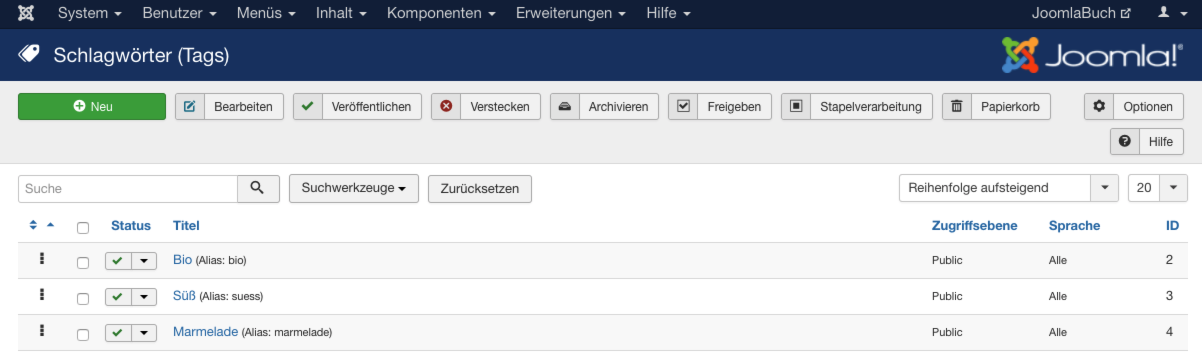 System Benutzer Menüs Inhalt Komponenten Erweiterungen Hilfe JoomlaBuch
Schlagwörter (Tags) Joomla!®
Neu Bearbeiten Veröffentlichen Verstecken Archivieren Freigeben Stapelverarbeitung Papierkorb Optionen
Hilfe
Suche Suchwerkzeuge Zurücksetzen Reihenfolge aufsteigend 20
Status Titel Zugriffsebene Sprache ID
Bio (Alias: bio) Public Alle 2
Süß (Alias: suess) Public Alle 3
Marmelade (Alias: marmelade) Public Alle 4